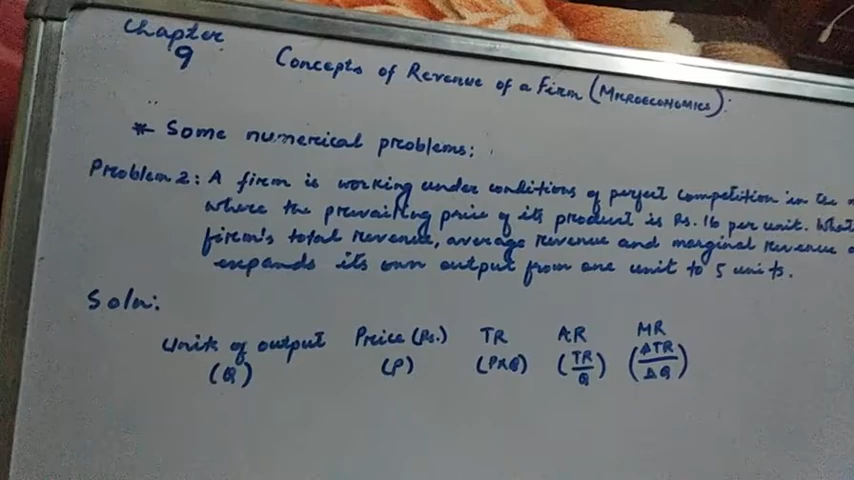 Chapter 9
Concepts of Revenue of a Firm (Microeconomics):
* Some numerical problems:
Problem 2: A firm is working under conditions of perfect competition in the
where the prevailing price of its product is Rs. 16 per unit. What
firm's total revenue, average revenue and marginal revenue
expands its own output from one unit to 5 units.
Soln:
Units of output Price (Rs.) TR AR MR
(Q) (P) (PXQ) (TR/Q) (ΔTR/ΔQ)